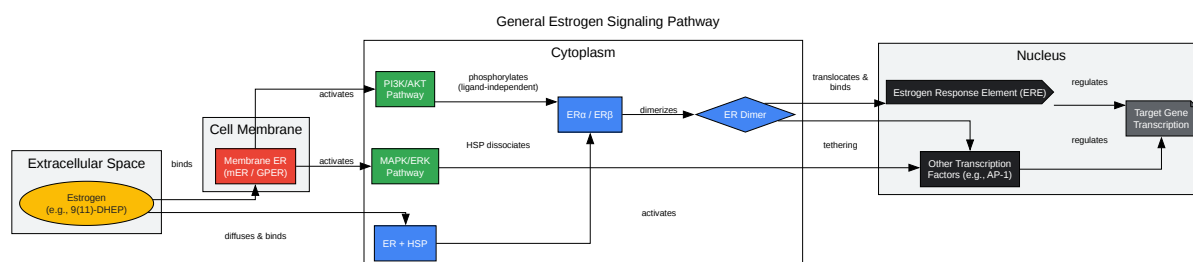 General Estrogen Signaling Pathway
Extracellular Space
Estrogen
(e.g., 9(11)-DHEP)
binds
diffuses & binds
Cell Membrane
Membrane ER
(mER / GPER)
activates
activates
Cytoplasm
PI3K/AKT
Pathway
phosphorylates
(ligand-independent)
MAPK/ERK
Pathway
HSP dissociates
ER + HSP
ERα / ERβ
dimerizes
ER Dimer
activates
translocates &
binds
tethering
Nucleus
Estrogen Response Element (ERE)
regulates
Other Transcription
Factors (e.g., AP-1)
regulates
Target Gene
Transcription